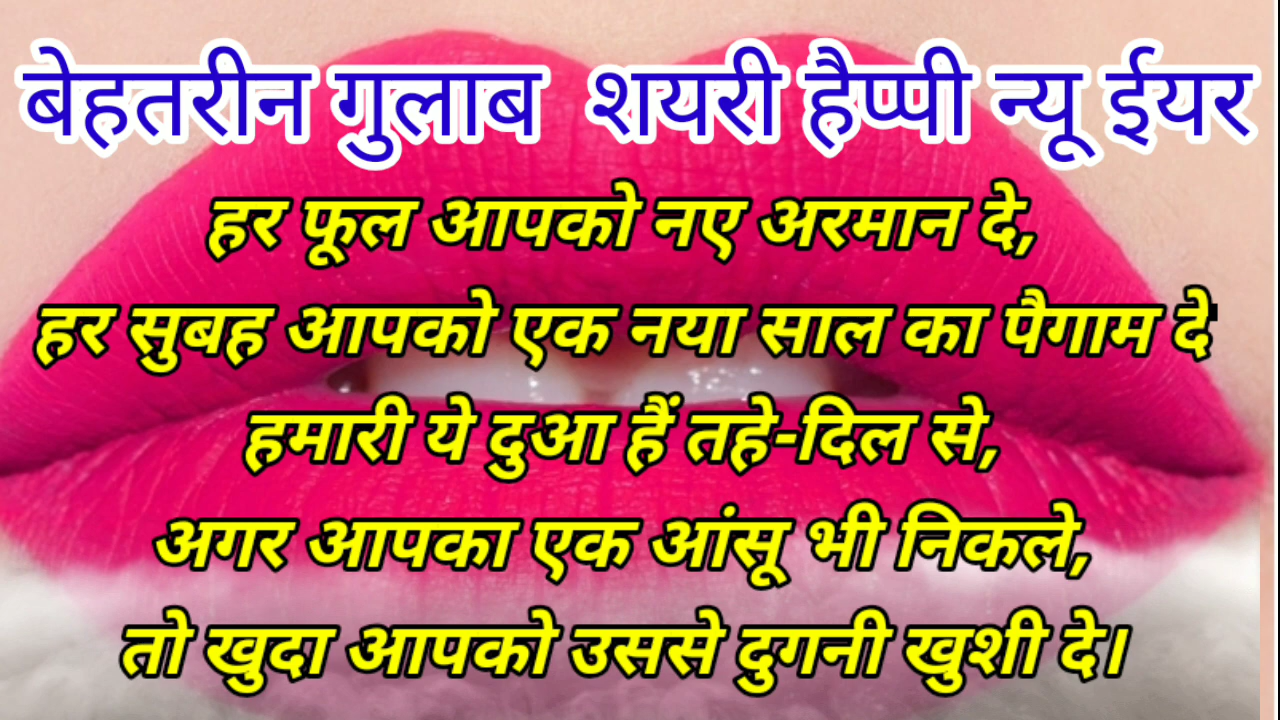 बेहतरीन गुलाब शयरी हैप्पी न्यू ईयर
हर फूल आपको नए अरमान दे,
हर सुबह आपको एक नया साल का पैगाम दे
हमारी ये दुआ हैं तहे-दिल से,
अगर आपका एक आंसू भी निकले,
तो खुदा आपको उससे दुगनी खुशी दे।